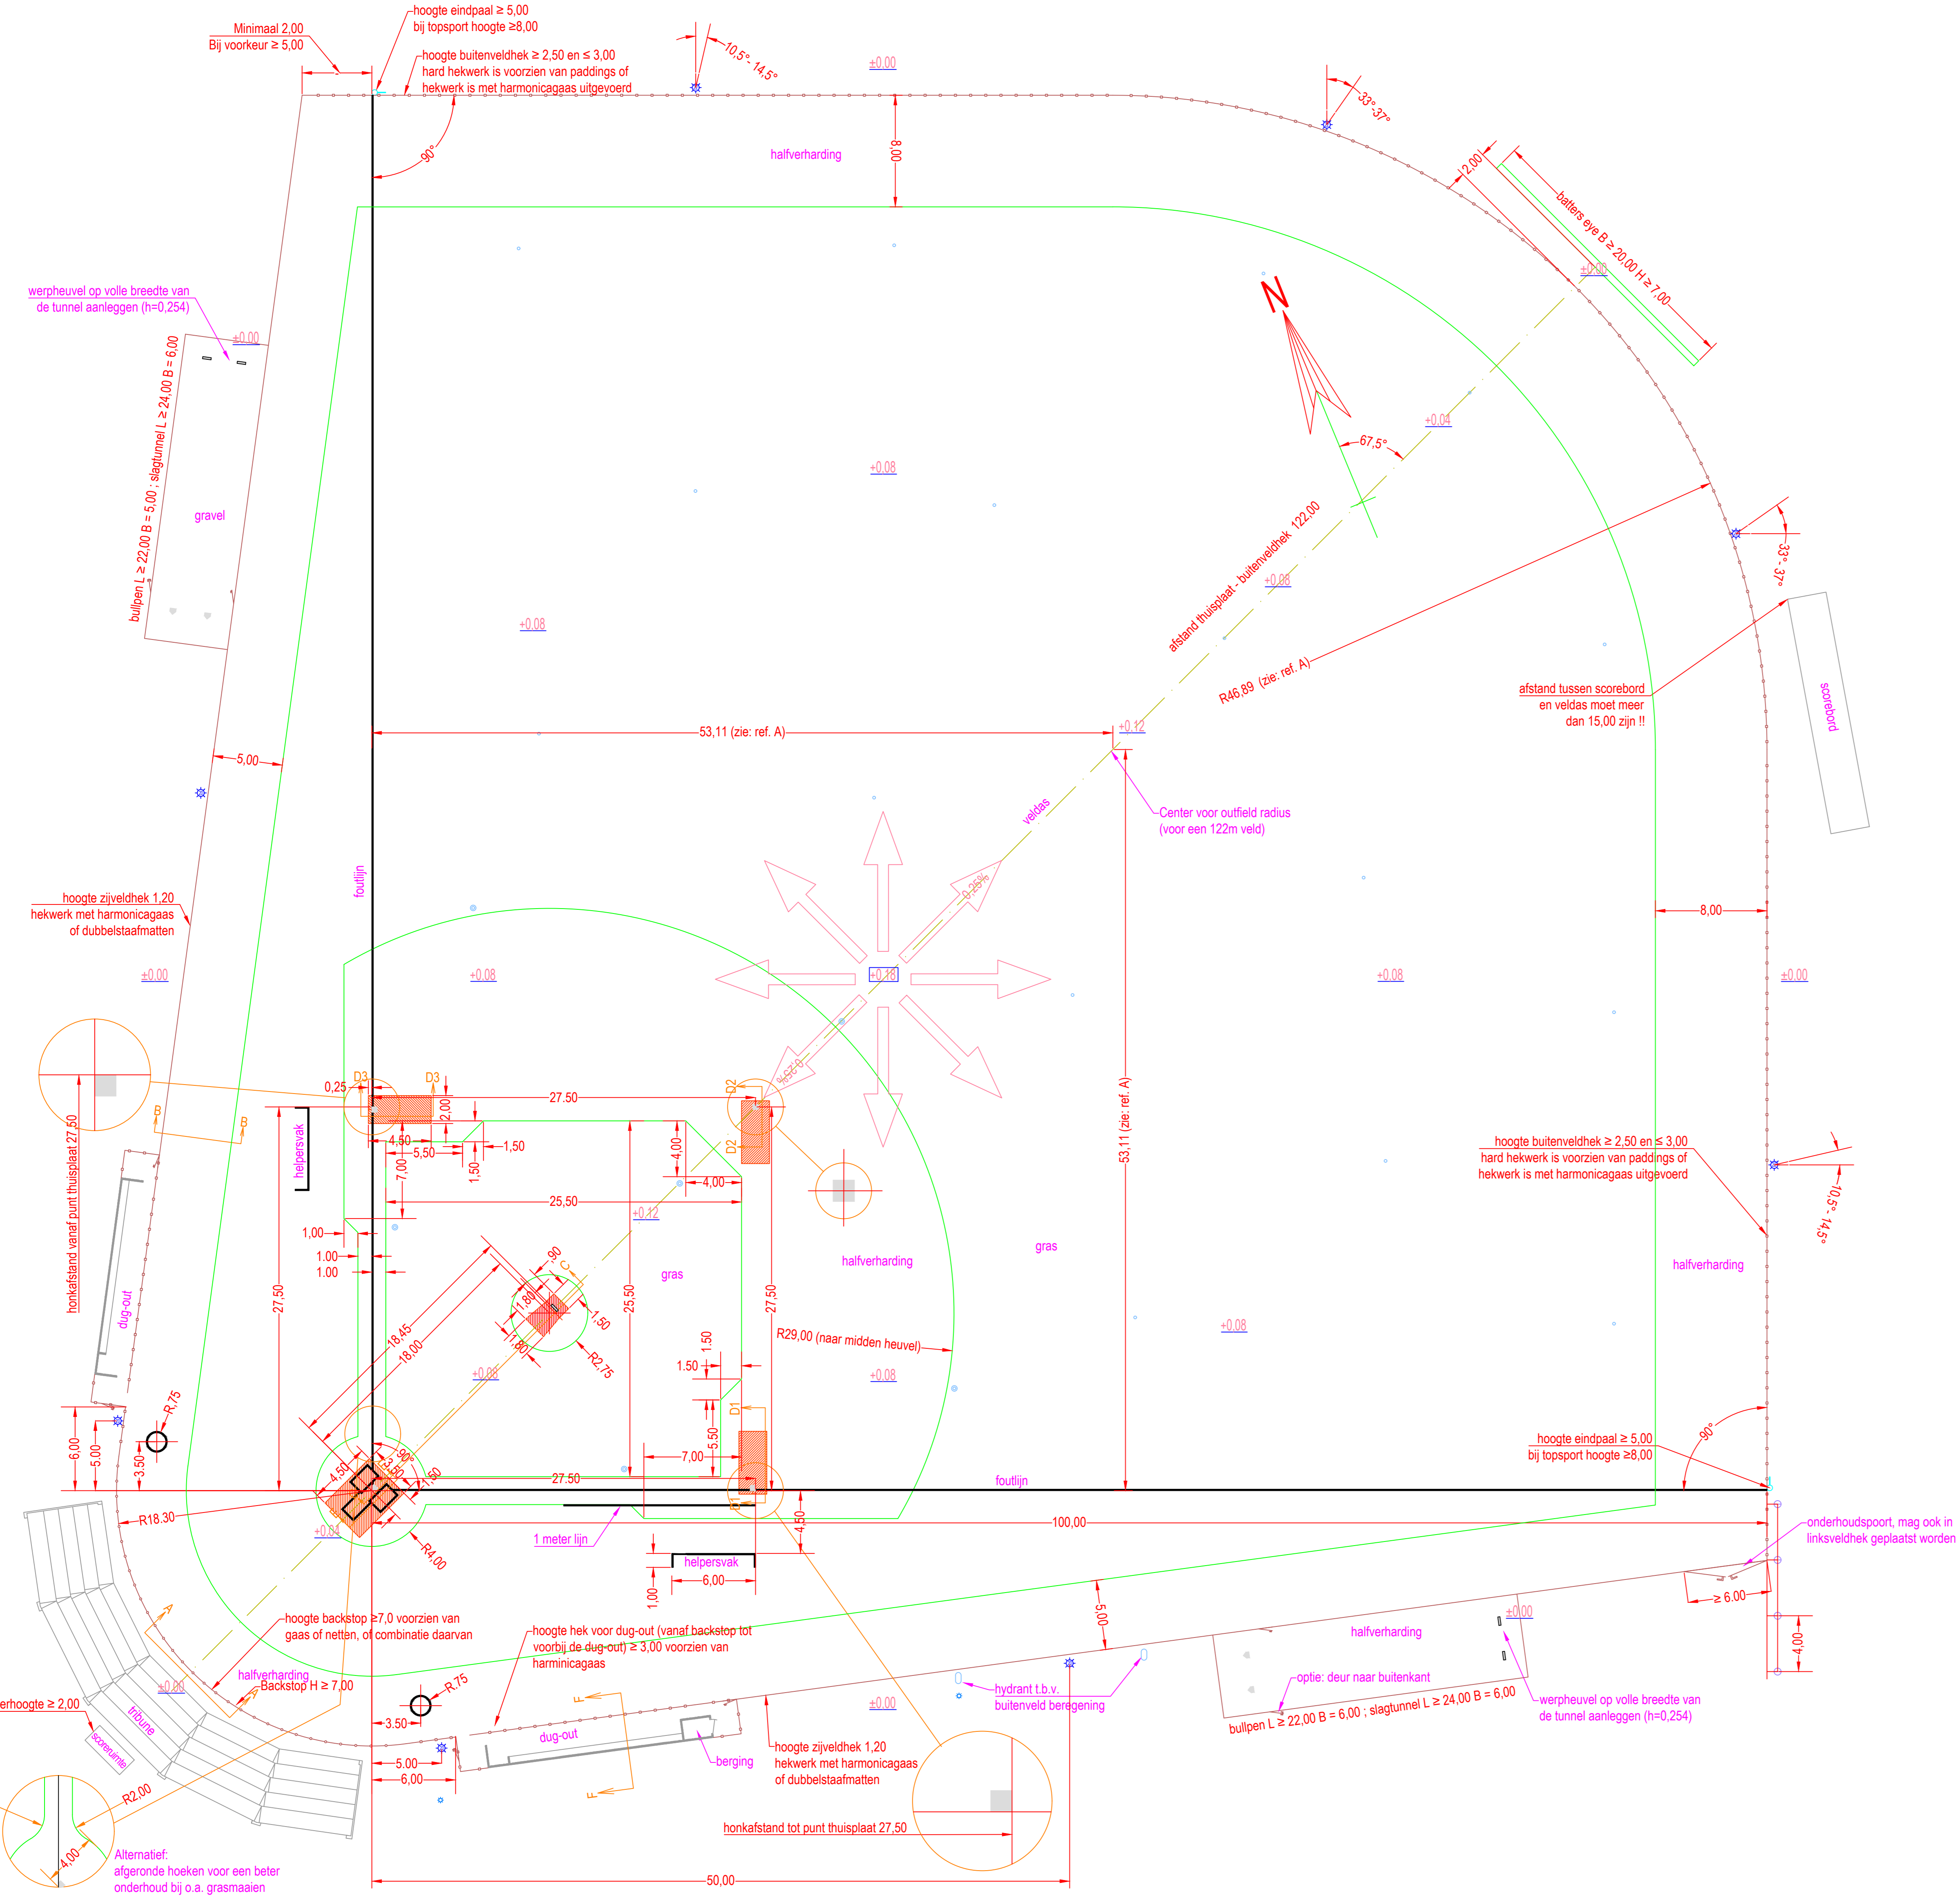 hoogte eindpaal ≥ 5,00
bij topsport hoogte ≥8,00
Minimaal 2,00
Bij voorkeur ≥ 5,00
hoogte buitenveldhek ≥ 2,50 en ≤ 3,00
hard hekwerk is voorzien van paddings of
hekwerk is met harmonicagaas uitgevoerd
10,5° - 14,5°
±0.00
33°-37°
90°
halfverharding
8,00
2,00
batters eye B ≥ 20,00 H ≥ 7,00
±0.00
N
werpheuvel op volle breedte van
de tunnel aanleggen (h=0,254)
±0.00
bullpen L ≥ 22,00 B = 5,00 ; slagtunnel L ≥ 24,00 B = 6,00
gravel
+0.04
67,5°
+0.08
afstand thuisplaat - buitenveldhek 122,00
+0.08
+0.08
33° - 37°
R46,89 (zie: ref. A)
afstand tussen scorebord
en veldas moet meer
dan 15,00 zijn !!
scorebord
53,11 (zie: ref. A)
+0.12
5,00
Center voor outfield radius
(voor een 122m veld)
veldas
foutlijn
0,25%
hoogte zijveldhek 1,20
hekwerk met harmonicagaas
of dubbelstaafmatten
8,00
±0.00
+0.08
+0.18
+0.08
±0.00
0,25%
53,11 (zie: ref. A)
honkafstand vanaf punt thuisplaat 27,50
B
B
D3
D3
0,25
2,00
27.50
D2
D2
helpersvak
4,50
5,50
1,50
1,50
7,00
4,00
4,00
25,50
+0.12
1,00
1.00
1.00
hoogte buitenveldhek ≥ 2,50 en ≤ 3,00
hard hekwerk is voorzien van paddings of
hekwerk is met harmonicagaas uitgevoerd
10,5° - 14,5°
gras
halfverharding
gras
halfverharding
dug-out
27,50
,90
C
1,80
1,50
1,80
R2,75
18,45
18,00
25,50
27,50
R29,00 (naar midden heuvel)
+0.08
1.50
1.50
+0.08
+0.08
D1
D1
5.50
7,00
R,75
6,00
5.00
3.50
90°
3,50
4,50
1,50
27.50
foutlijn
hoogte eindpaal ≥ 5,00
bij topsport hoogte ≥8,00
90°
R18.30
+0.04
R4,00
1 meter lijn
4,50
100,00
helpersvak
6,00
1,00
onderhoudspoort, mag ook in
linksveldhek geplaatst worden
≥ 6.00
4,00
5,00
±0.00
halfverharding
A
A
hoogte backstop ≥7,0 voorzien van
gaas of netten, of combinatie daarvan
hoogte hek voor dug-out (vanaf backstop tot
voorbij de dug-out) ≥ 3,00 voorzien van
harminicagaas
halfverharding
Backstop H ≥ 7,00
±0.00
R.75
3.50
optie: deur naar buitenkant
hydrant t.b.v.
buitenveld beregening
±0.00
werpheuvel op volle breedte van
de tunnel aanleggen (h=0,254)
bullpen L ≥ 22,00 B = 6,00 ; slagtunnel L ≥ 24,00 B = 6,00
erhoogte ≥ 2,00
tribune
scoreruimte
dug-out
F
F
berging
hoogte zijveldhek 1,20
hekwerk met harmonicagaas
of dubbelstaafmatten
5.00
6,00
R2,00
4,00
honkafstand tot punt thuisplaat 27,50
Alternatief:
afgeronde hoeken voor een beter
onderhoud bij o.a. grasmaaien
50,00